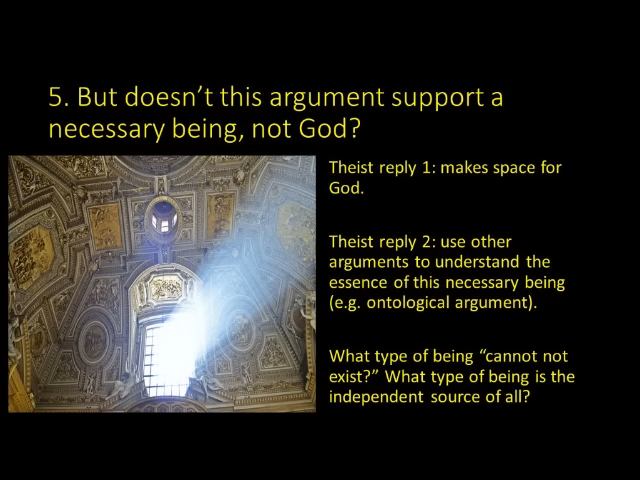 5. But doesn’t this argument support a
necessary being, not God?
Theist reply 1: makes space for
God.
Theist reply 2: use other
arguments to understand the
essence of this necessary being
(e.g. ontological argument).
What type of being “cannot not
exist?” What type of being is the
independent source of all?